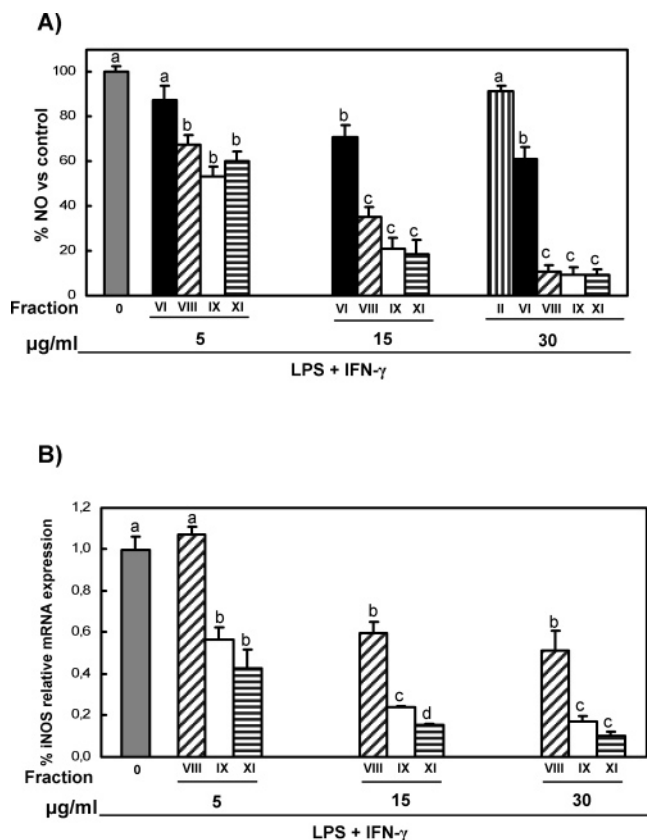 A)
% NO vs control
100
80
60
40
20
0
a
a
b
b
b
b
c
c
c
a
b
c
c
c
Fraction
0 VI VIII IX XI VI VIII IX XI II VI VIII IX XI
µg/ml 5 15 30
LPS + IFN-γ
B)
% iNOS relative mRNA expression
1,2
1,0
0,8
0,6
0,4
0,2
0,0
a
a
b
b
b
c
d
b
c
c
Fraction
0 VIII IX XI VIII IX XI VIII IX XI
µg/ml 5 15 30
LPS + IFN-γ